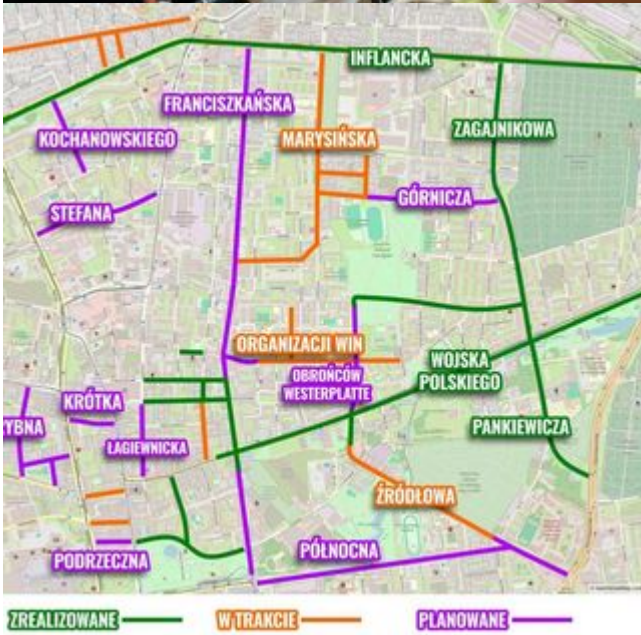 INFLANCKA
FRANCISZKAŃSKA
KOCHANOWSKIEGO
MARYSIŃSKA
ZAGAJNIKOWA
GÓRNICZA
STEFANA
ORGANIZACJI WIN
OBROŃCÓW
WESTERPLATTE
WOJSKA
POLSKIEGO
KRÓTKA
YBNA
ŁAGIEWNICKA
PANKIEWICZA
ŹRÓDŁOWA
PÓŁNOCNA
PODRZECZNA
ZREALIZOWANE
W TRAKCIE
PLANOWANE